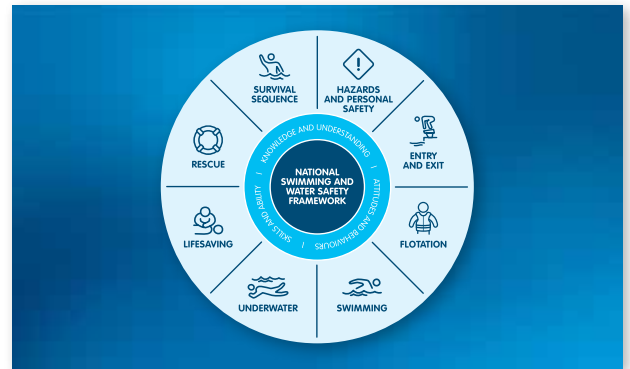 SURVIVAL
SEQUENCE
HAZARDS
AND PERSONAL
SAFETY
ENTRY
AND EXIT
FLOTATION
SWIMMING
UNDERWATER
LIFESAVING
RESCUE
KNOWLEDGE AND UNDERSTANDING
ATTITUDES AND BEHAVIOURS
SKILLS AND ABILITY
NATIONAL
SWIMMING AND
WATER SAFETY
FRAMEWORK